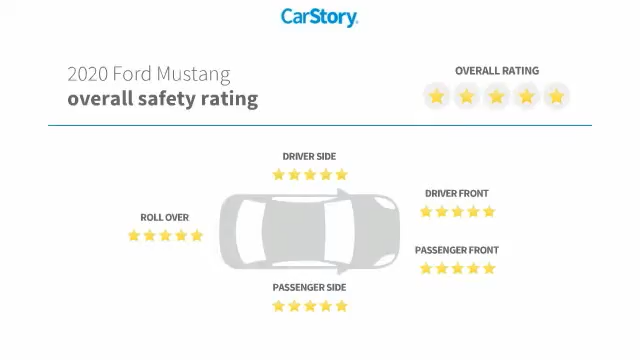 CarStory
2020 Ford Mustang
overall safety rating
OVERALL RATING
DRIVER SIDE
DRIVER FRONT
ROLL OVER
PASSENGER FRONT
PASSENGER SIDE